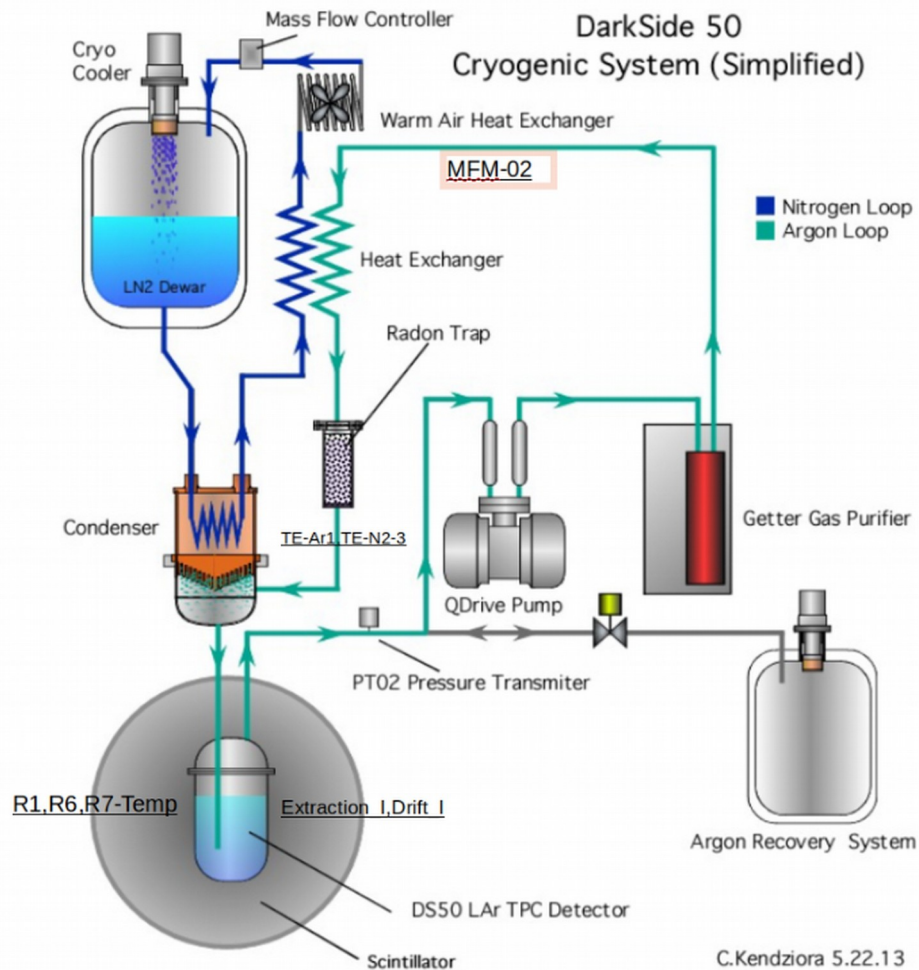 Mass Flow Controller
DarkSide 50
Cryogenic System (Simplified)
Cryo
Cooler
Warm Air Heat Exchanger
MFM-02
Nitrogen Loop
Argon Loop
Heat Exchanger
LN2 Dewar
Radon Trap
Condenser
TE-Ar1,TE-N2-3
Getter Gas Purifier
QDrive Pump
PT02 Pressure Transmiter
R1,R6,R7-Temp
Extraction_I,Drift_I
Argon Recovery System
DS50 LAr TPC Detector
Scintillator
C.Kendziora 5.22.13